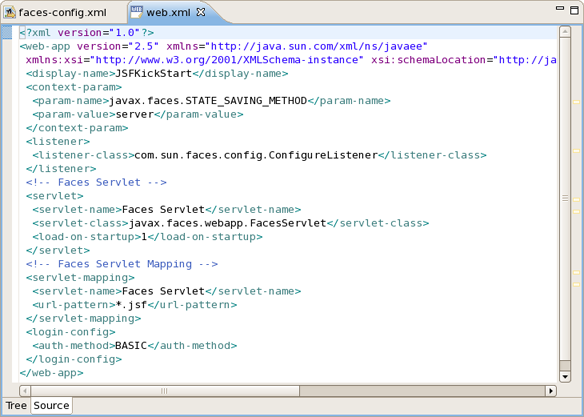 faces-config.xml
web.xml
<?xml version="1.0"?>
<web-app version="2.5" xmlns="http://java.sun.com/xml/ns/javaee"
xmlns:xsi="http://www.w3.org/2001/XMLSchema-instance" xsi:schemaLocation="http://ja
<display-name>JSFKickStart</display-name>
<context-param>
<param-name>javax.faces.STATE_SAVING_METHOD</param-name>
<param-value>server</param-value>
</context-param>
<listener>
<listener-class>com.sun.faces.config.ConfigureListener</listener-class>
</listener>
<!-- Faces Servlet -->
<servlet>
<servlet-name>Faces Servlet</servlet-name>
<servlet-class>javax.faces.webapp.FacesServlet</servlet-class>
<load-on-startup>1</load-on-startup>
</servlet>
<!-- Faces Servlet Mapping -->
<servlet-mapping>
<servlet-name>Faces Servlet</servlet-name>
<url-pattern>*.jsf</url-pattern>
</servlet-mapping>
<login-config>
<auth-method>BASIC</auth-method>
</login-config>
</web-app>
Tree Source